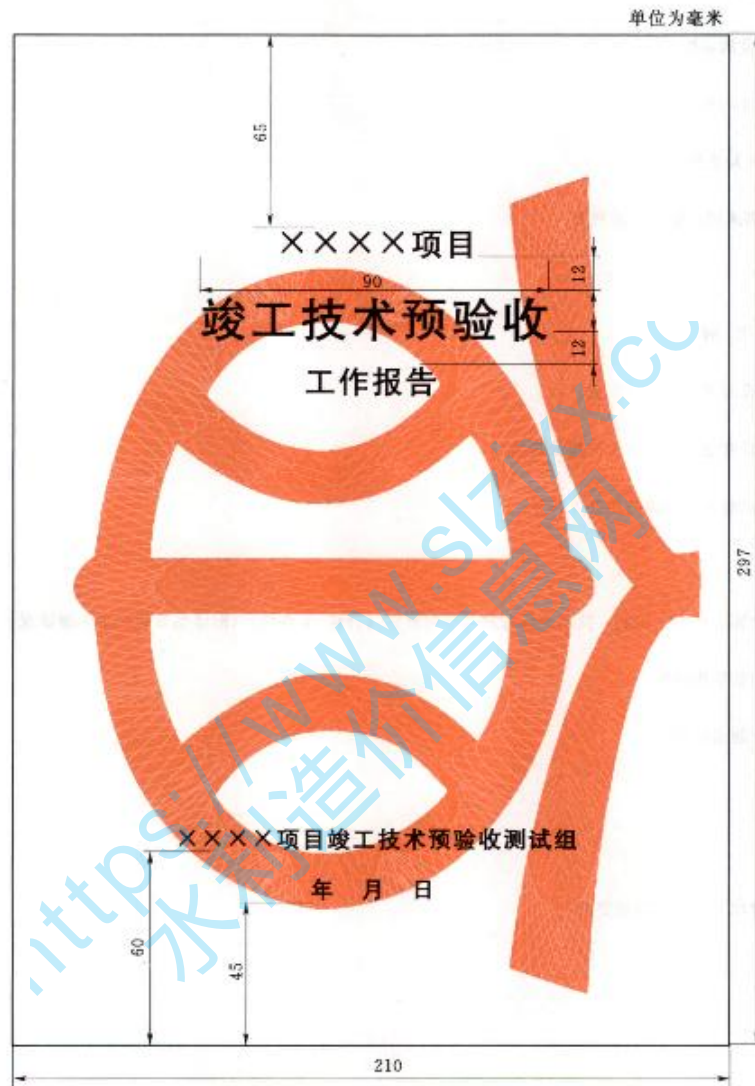 单位为毫米
65
××××项目
90
12
竣工技术预验收
12
工作报告
297
××××项目竣工技术预验收测试组
年 月 日
60
45
210
https://www.slzjxx.co
水利造价信息网